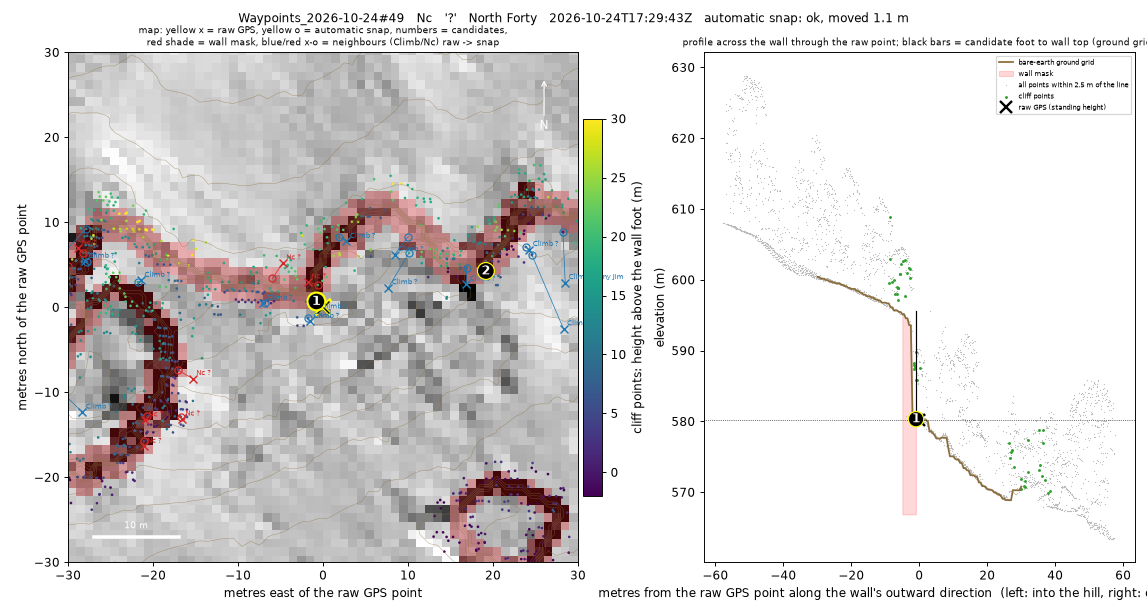 Waypoints_2026-10-24#49   Nc   '?'   North Forty   2026-10-24T17:29:43Z   automatic snap: ok, moved 1.1 m
map: yellow x = raw GPS, yellow o = automatic snap, numbers = candidates,
red shade = wall mask, blue/red x-o = neighbours (Climb/Nc) raw -> snap
profile across the wall through the raw point; black bars = candidate foot to wall top (ground gri
30
20
10
0
−10
−20
−30
metres north of the raw GPS point
−30
−20
−10
0
10
20
30
metres east of the raw GPS point
N
10 m
1
2
Climb ?
Climb ?
Nc ?
Climb ?
Climb ?
Climb ?
Nc ?
Nc ?
Nc ?
Climb
30
25
20
15
10
5
0
cliff points: height above the wall foot (m)
630
620
610
600
590
580
570
elevation (m)
bare-earth ground grid
wall mask
all points within 2.5 m of the line
cliff points
raw GPS (standing height)
1
−60
−40
−20
0
20
40
60
metres from the raw GPS point along the wall's outward direction  (left: into the hill, right: